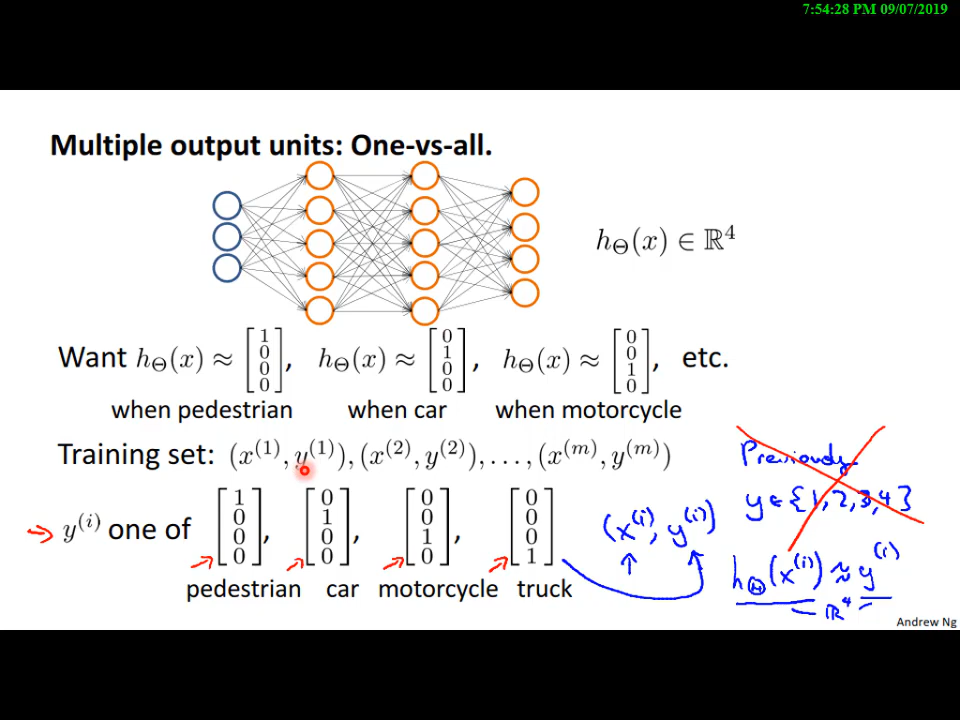 7:54:28 PM 09/07/2019
Multiple output units: One-vs-all.
hΘ(x) ∈ ℝ⁴
Want hΘ(x) ≈ [1 0 0 0], hΘ(x) ≈ [0 1 0 0], hΘ(x) ≈ [0 0 1 0], etc.
when pedestrian when car when motorcycle
Training set: (x⁽¹⁾, y⁽¹⁾), (x⁽²⁾, y⁽²⁾), . . . , (x⁽ᵐ⁾, y⁽ᵐ⁾)
Previously
y ∈ {1,2,3,4}
→ y⁽ⁱ⁾ one of [1 0 0 0], [0 1 0 0], [0 0 1 0], [0 0 0 1]
(x⁽ⁱ⁾, y⁽ⁱ⁾)
hΘ(x⁽ⁱ⁾) ≈ y⁽ⁱ⁾
pedestrian car motorcycle truck
ℝ⁴
Andrew Ng